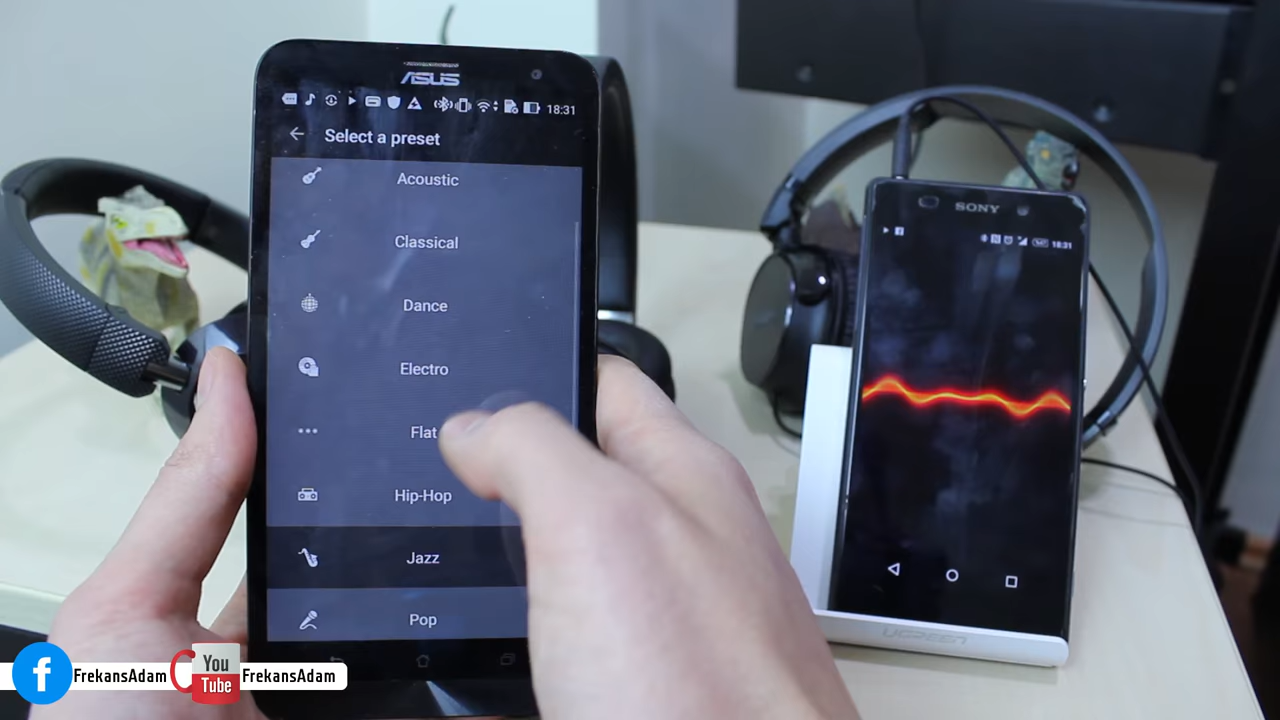 ASUS
18:31
Select a preset
Acoustic
Classical
Dance
Electro
Flat
Hip-Hop
Jazz
Pop
SONY
18:31
UGREEN
FrekansAdam
You
Tube
FrekansAdam